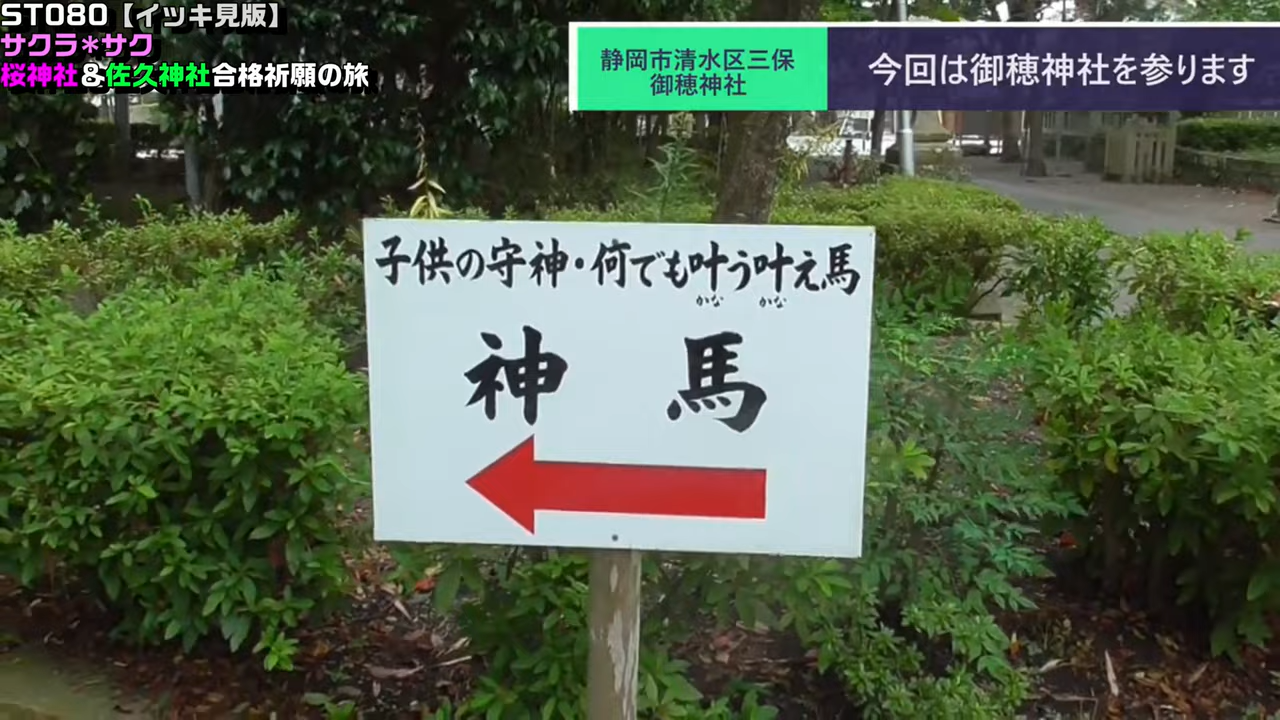 ST080【イッキ見版】
サクラ＊サク
桜神社＆佐久神社合格祈願の旅
静岡市清水区三保
御穂神社
今回は御穂神社を参ります
子供の守神・何でも叶う叶え馬
かな かな
神馬